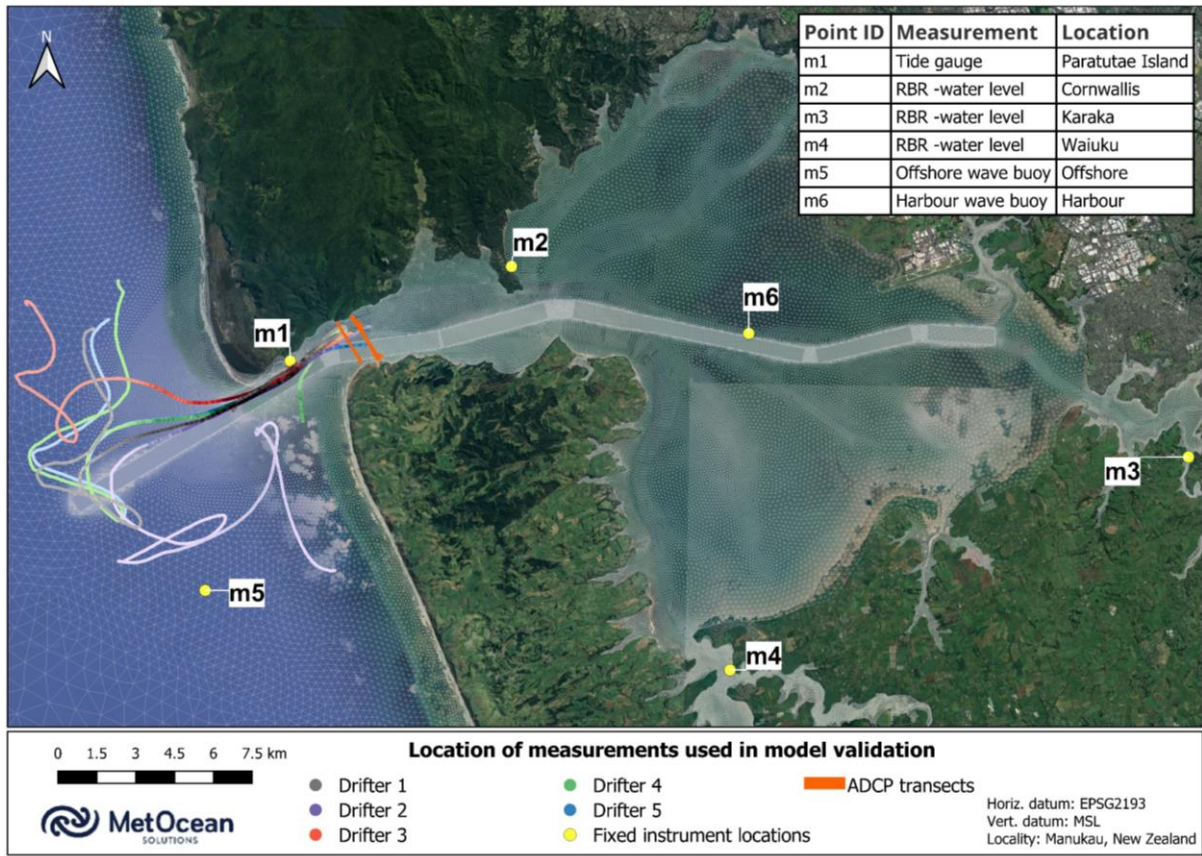 N
Point ID Measurement Location
m1 Tide gauge Paratutae Island
m2 RBR -water level Cornwallis
m3 RBR -water level Karaka
m4 RBR -water level Waiuku
m5 Offshore wave buoy Offshore
m6 Harbour wave buoy Harbour
m2
m6
m1
m3
m5
m4
0 1.5 3 4.5 6 7.5 km
Location of measurements used in model validation
Drifter 1
Drifter 2
Drifter 3
Drifter 4
Drifter 5
Fixed instrument locations
ADCP transects
MetOcean
SOLUTIONS
Horiz. datum: EPSG2193
Vert. datum: MSL
Locality: Manukau, New Zealand